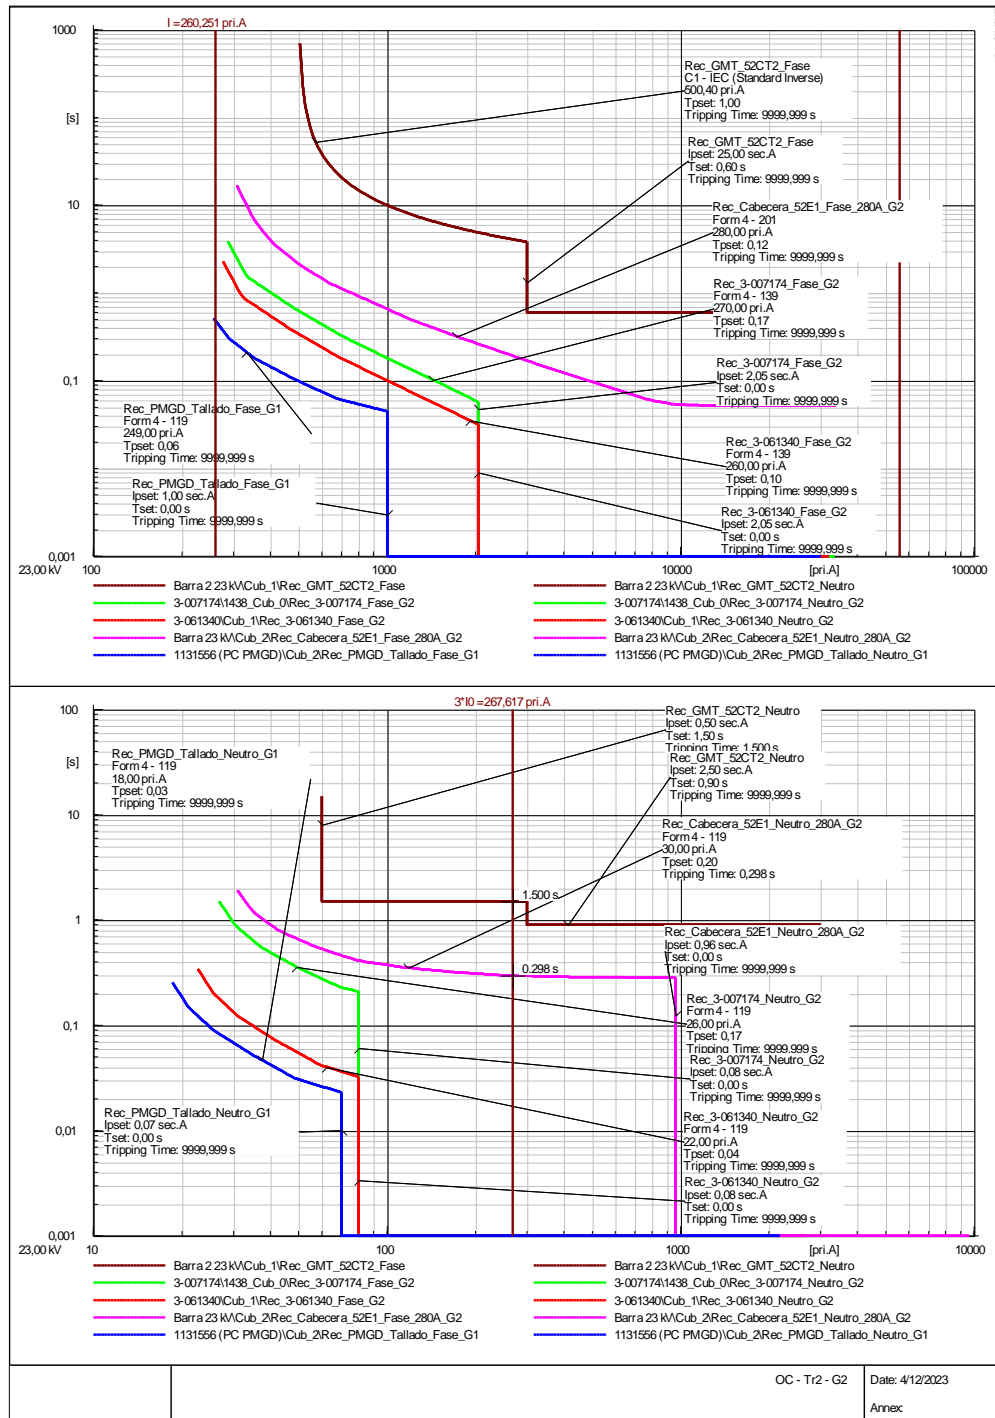 I =260,251 pri.A
1000
[s]
10
0,1
0,001
23,00 kV
100
1000
10000
[pri.A]
100000
Rec_GMT_52CT2_Fase
C1 - IEC (Standard Inverse)
500,40 pri.A
Tpset: 1,00
Tripping Time: 9999,999 s
Rec_GMT_52CT2_Fase
Ipset: 25,00 sec.A
Tset: 0,60 s
Tripping Time: 9999,999 s
Rec_Cabecera_52E1_Fase_280A_G2
Form 4 - 201
280,00 pri.A
Tpset: 0,12
Tripping Time: 9999,999 s
Rec_3-007174_Fase_G2
Form 4 - 139
270,00 pri.A
Tpset: 0,17
Tripping Time: 9999,999 s
Rec_3-007174_Fase_G2
Ipset: 2,05 sec.A
Tset: 0,00 s
Tripping Time: 9999,999 s
Rec_PMGD_Tallado_Fase_G1
Form 4 - 119
249,00 pri.A
Tpset: 0,06
Tripping Time: 9999,999 s
Rec_3-061340_Fase_G2
Form 4 - 139
260,00 pri.A
Tpset: 0,10
Tripping Time: 9999,999 s
Rec_PMGD_Tallado_Fase_G1
Ipset: 1,00 sec.A
Tset: 0,00 s
Tripping Time: 9999,999 s
Rec_3-061340_Fase_G2
Ipset: 2,05 sec.A
Tset: 0,00 s
Tripping Time: 9999,999 s
Barra 2 23 kV\Cub_1\Rec_GMT_52CT2_Fase
Barra 2 23 kV\Cub_1\Rec_GMT_52CT2_Neutro
3-007174\1438_Cub_0\Rec_3-007174_Fase_G2
3-007174\1438_Cub_0\Rec_3-007174_Neutro_G2
3-061340\Cub_1\Rec_3-061340_Fase_G2
3-061340\Cub_1\Rec_3-061340_Neutro_G2
Barra 23 kV\Cub_2\Rec_Cabecera_52E1_Fase_280A_G2
Barra 23 kV\Cub_2\Rec_Cabecera_52E1_Neutro_280A_G2
1131556 (PC PMGD)\Cub_2\Rec_PMGD_Tallado_Fase_G1
1131556 (PC PMGD)\Cub_2\Rec_PMGD_Tallado_Neutro_G1
3*I0 =267,617 pri.A
100
[s]
10
1
0,1
0,01
0,001
23,00 kV
10
100
1000
[pri.A]
10000
Rec_GMT_52CT2_Neutro
Ipset: 0,50 sec.A
Tset: 1,50 s
Tripping Time: 1.500 s
Rec_GMT_52CT2_Neutro
Ipset: 2,50 sec.A
Tset: 0,90 s
Tripping Time: 9999,999 s
Rec_PMGD_Tallado_Neutro_G1
Form 4 - 119
18,00 pri.A
Tpset: 0,03
Tripping Time: 9999,999 s
Rec_Cabecera_52E1_Neutro_280A_G2
Form 4 - 119
30,00 pri.A
Tpset: 0,20
Tripping Time: 0,298 s
1.500 s
Rec_Cabecera_52E1_Neutro_280A_G2
Ipset: 0,96 sec.A
Tset: 0,00 s
Tripping Time: 9999,999 s
0.298 s
Rec_3-007174_Neutro_G2
Form 4 - 119
26,00 pri.A
Tpset: 0,17
Tripping Time: 9999,999 s
Rec_3-007174_Neutro_G2
Ipset: 0,08 sec.A
Tset: 0,00 s
Tripping Time: 9999,999 s
Rec_PMGD_Tallado_Neutro_G1
Ipset: 0,07 sec.A
Tset: 0,00 s
Tripping Time: 9999,999 s
Rec_3-061340_Neutro_G2
Form 4 - 119
22,00 pri.A
Tpset: 0,04
Tripping Time: 9999,999 s
Rec_3-061340_Neutro_G2
Ipset: 0,08 sec.A
Tset: 0,00 s
Tripping Time: 9999,999 s
Barra 2 23 kV\Cub_1\Rec_GMT_52CT2_Fase
Barra 2 23 kV\Cub_1\Rec_GMT_52CT2_Neutro
3-007174\1438_Cub_0\Rec_3-007174_Fase_G2
3-007174\1438_Cub_0\Rec_3-007174_Neutro_G2
3-061340\Cub_1\Rec_3-061340_Fase_G2
3-061340\Cub_1\Rec_3-061340_Neutro_G2
Barra 23 kV\Cub_2\Rec_Cabecera_52E1_Fase_280A_G2
Barra 23 kV\Cub_2\Rec_Cabecera_52E1_Neutro_280A_G2
1131556 (PC PMGD)\Cub_2\Rec_PMGD_Tallado_Fase_G1
1131556 (PC PMGD)\Cub_2\Rec_PMGD_Tallado_Neutro_G1
OC - Tr2 - G2
Date: 4/12/2023
Annex: